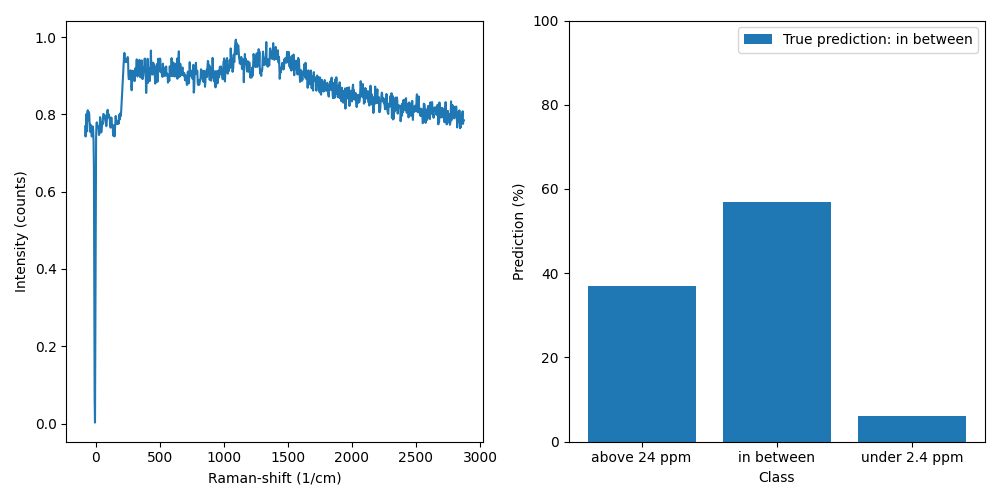 1.0
0.8
0.6
0.4
0.2
0.0
Intensity (counts)
0 500 1000 1500 2000 2500 3000
Raman-shift (1/cm)
100
80
60
40
20
0
Prediction (%)
True prediction: in between
above 24 ppm in between under 2.4 ppm
Class